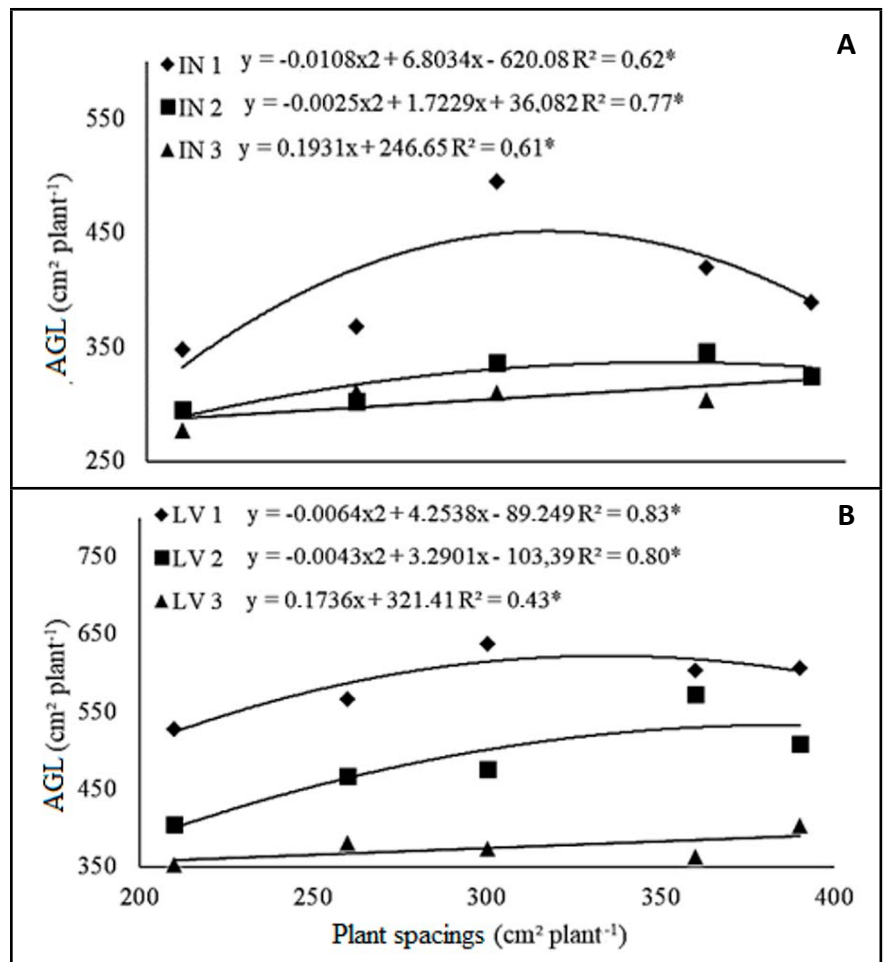 A
IN 1 y = -0.0108x2 + 6.8034x - 620.08 R² = 0,62*
IN 2 y = -0.0025x2 + 1.7229x + 36,082 R² = 0.77*
IN 3 y = 0.1931x + 246.65 R² = 0,61*
550
450
350
250
AGL (cm² plant⁻¹)
B
LV 1 y = -0.0064x2 + 4.2538x - 89.249 R² = 0.83*
LV 2 y = -0.0043x2 + 3.2901x - 103,39 R² = 0.80*
LV 3 y = 0.1736x + 321.41 R² = 0.43*
750
650
550
450
350
AGL (cm² plant⁻¹)
200 250 300 350 400
Plant spacings (cm² plant⁻¹)